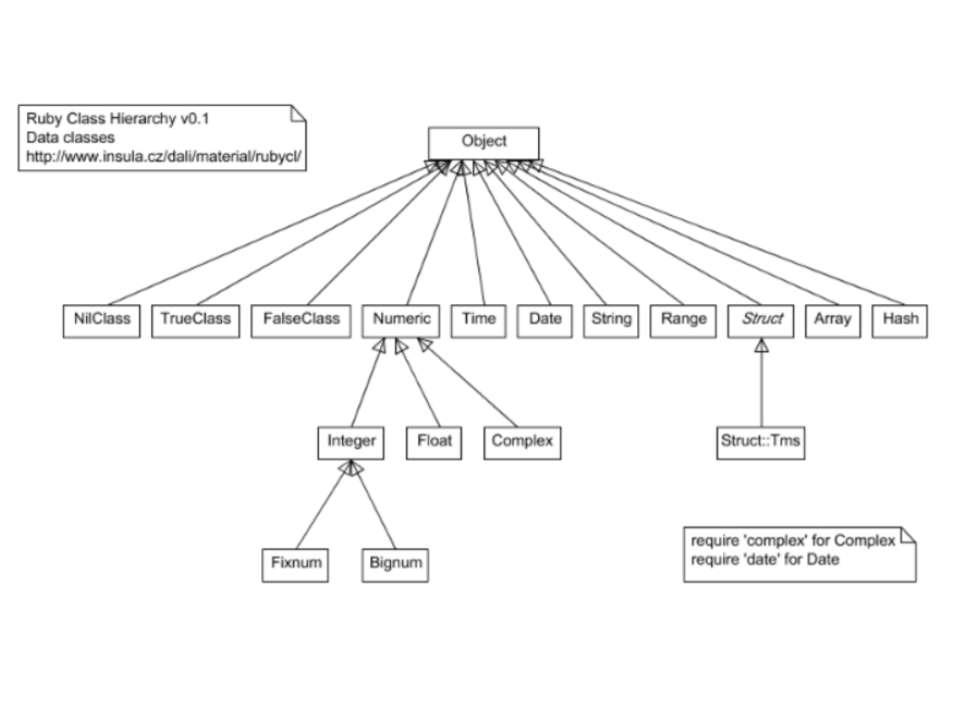 Ruby Class Hierarchy v0.1
Data classes
http://www.insula.cz/dali/material/rubycl/
Object
NilClass
TrueClass
FalseClass
Numeric
Time
Date
String
Range
Struct
Array
Hash
Integer
Float
Complex
Struct::Tms
Fixnum
Bignum
require 'complex' for Complex
require 'date' for Date